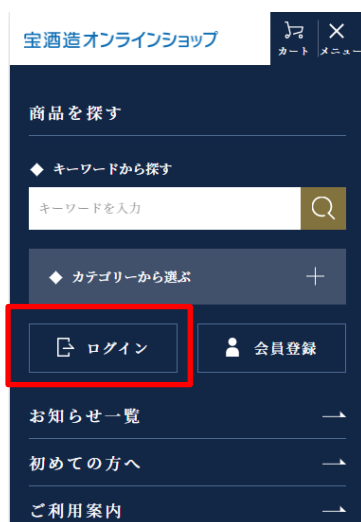 宝酒造オンラインショップ
カート
メニュー
商品を探す
◆ キーワードから探す
キーワードを入力
◆ カテゴリーから選ぶ
ログイン
会員登録
お知らせ一覧
初めての方へ
ご利用案内